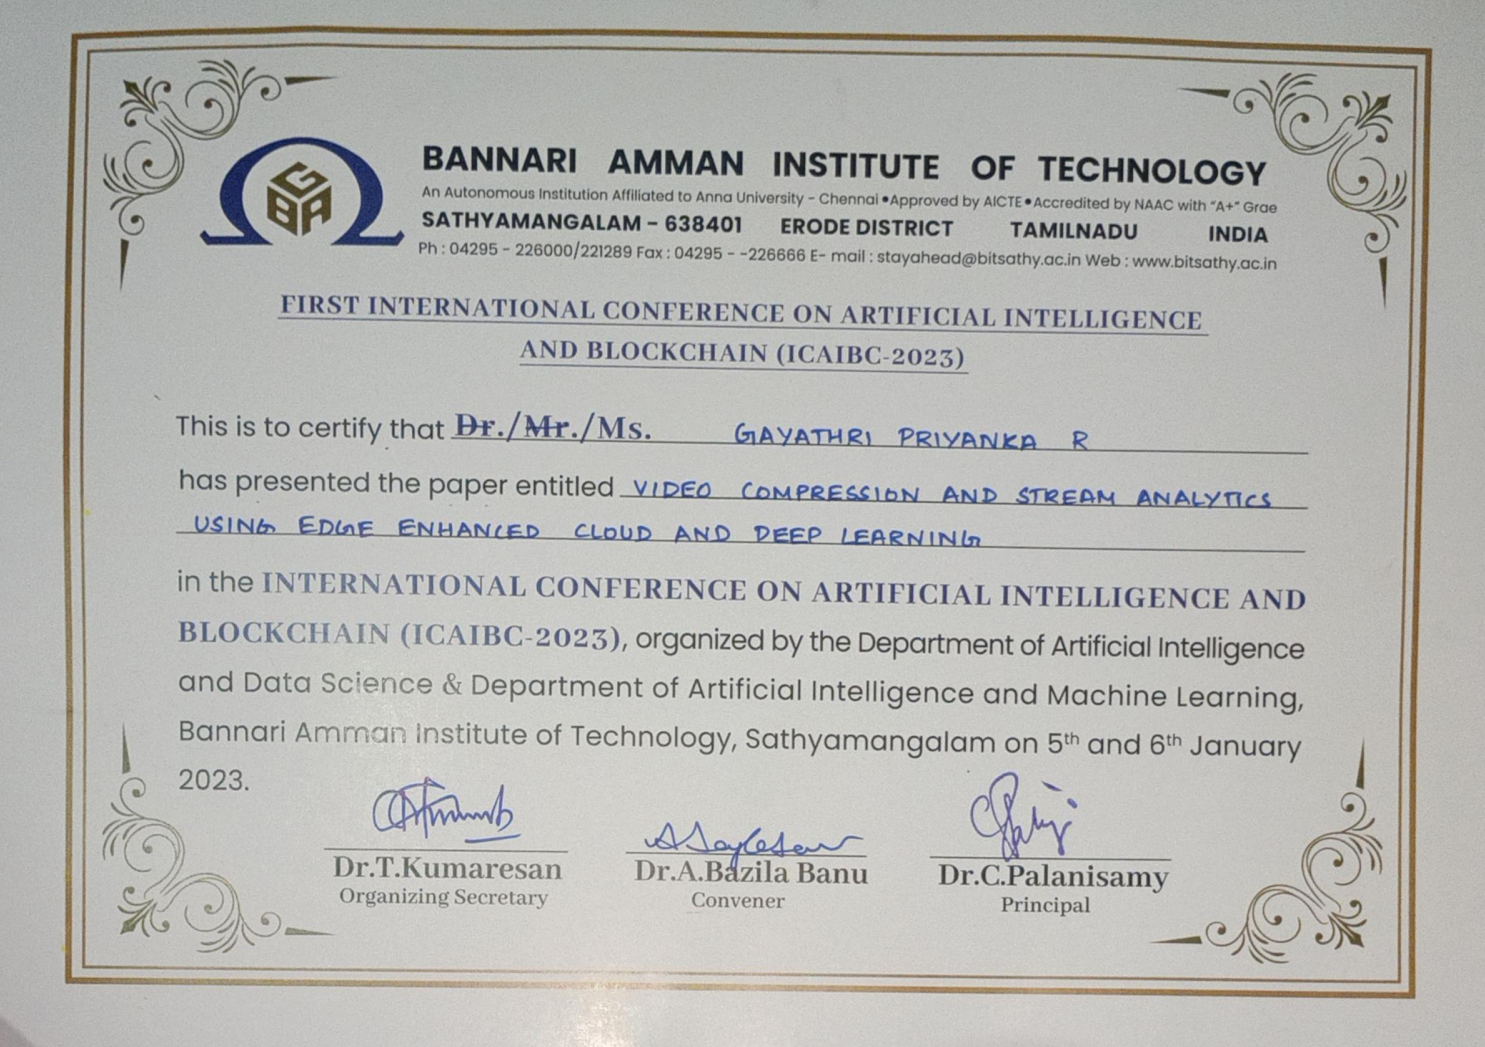 BANNARI AMMAN INSTITUTE OF TECHNOLOGY
An Autonomous Institution Affiliated to Anna University - Chennai •Approved by AICTE•Accredited by NAAC with "A+" Grae
SATHYAMANGALAM - 638401 ERODE DISTRICT TAMILNADU INDIA
Ph : 04295 - 226000/221289 Fax : 04295 - -226666 E- mail : stayahead@bitsathy.ac.in Web : www.bitsathy.ac.in
FIRST INTERNATIONAL CONFERENCE ON ARTIFICIAL INTELLIGENCE
AND BLOCKCHAIN (ICAIBC-2023)
This is to certify that Dr./Mr./Ms. GAYATHRI PRIYANKA R
has presented the paper entitled VIDEO COMPRESSION AND STREAM ANALYTICS
USING EDGE ENHANCED CLOUD AND DEEP LEARNING
in the INTERNATIONAL CONFERENCE ON ARTIFICIAL INTELLIGENCE AND
BLOCKCHAIN (ICAIBC-2023), organized by the Department of Artificial Intelligence
and Data Science & Department of Artificial Intelligence and Machine Learning,
Bannari Amman Institute of Technology, Sathyamangalam on 5th and 6th January
2023.
Dr.T.Kumaresan Dr.A.Bazila Banu Dr.C.Palanisamy
Organizing Secretary Convener Principal